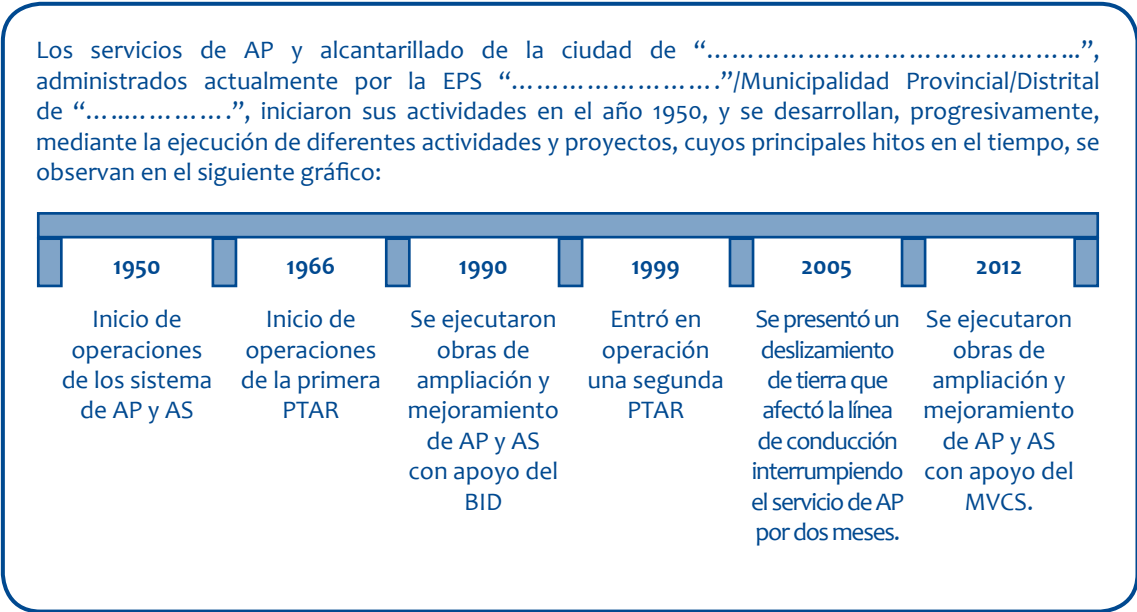 Los servicios de AP y alcantarillado de la ciudad de “……………………………………...”,
administrados actualmente por la EPS “………………….”/Municipalidad Provincial/Distrital
de “…...……….”, iniciaron sus actividades en el año 1950, y se desarrollan, progresivamente,
mediante la ejecución de diferentes actividades y proyectos, cuyos principales hitos en el tiempo, se
observan en el siguiente gráfico:
1950
Inicio de
operaciones
de los sistema
de AP y AS
1966
Inicio de
operaciones
de la primera
PTAR
1990
Se ejecutaron
obras de
ampliación y
mejoramiento
de AP y AS
con apoyo del
BID
1999
Entró en
operación
una segunda
PTAR
2005
Se presentó un
deslizamiento
de tierra que
afectó la línea
de conducción
interrumpiendo
el servicio de AP
por dos meses.
2012
Se ejecutaron
obras de
ampliación y
mejoramiento
de AP y AS
con apoyo del
MVCS.